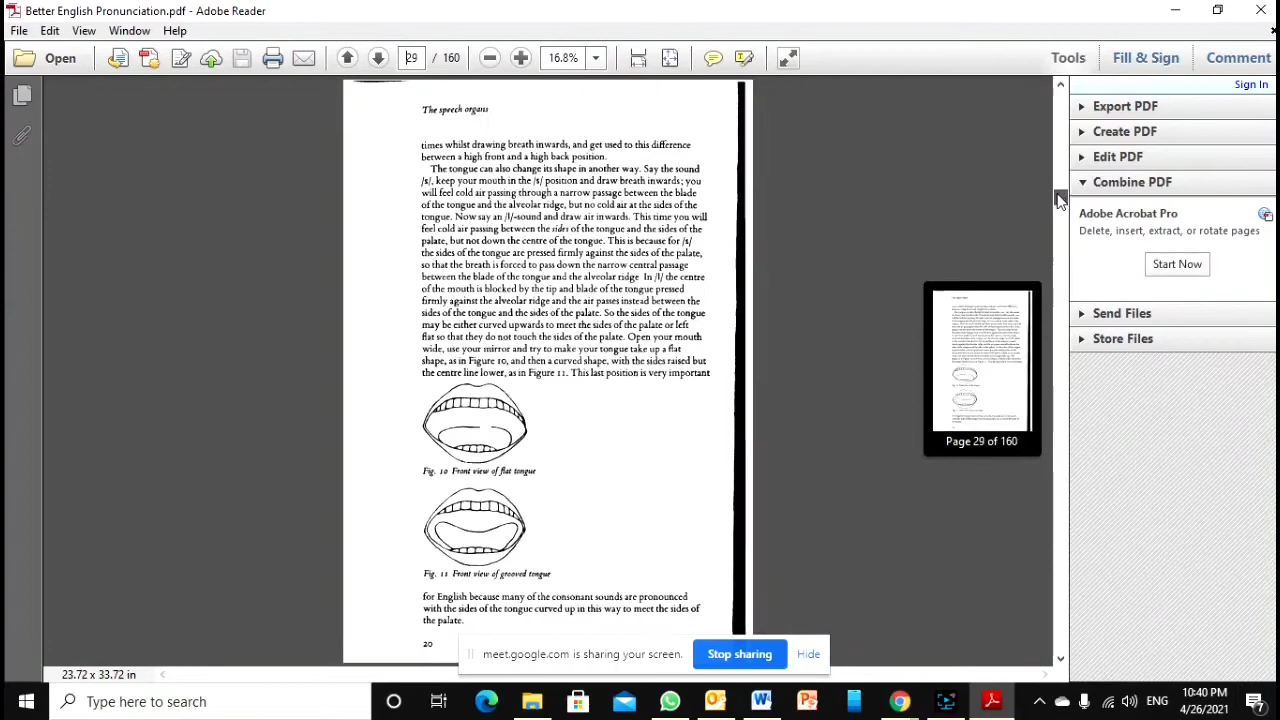 Better English Pronunciation.pdf - Adobe Reader
File Edit View Window Help
Open 29 / 160 16.8% Tools Fill & Sign Comment
Sign In
Export PDF
Create PDF
Edit PDF
Combine PDF
Adobe Acrobat Pro
Delete, insert, extract, or rotate pages
Start Now
Send Files
Store Files
Page 29 of 160
The speech organs
times whilst drawing breath inwards, and get used to this difference
between a high front and a high back position.
The tongue can also change its shape in another way. Say the sound
/s/, keep your mouth in the /s/ position and draw breath inwards; you
will feel cold air passing through a narrow passage between the blade
of the tongue and the alveolar ridge, but no cold air at the sides of the
tongue. Now say an /l/-sound and draw air inwards. This time you will
feel cold air passing between the sides of the tongue and the sides of the
palate, but not down the centre of the tongue. This is because for /s/
the sides of the tongue are pressed firmly against the sides of the palate,
so that the breath is forced to pass down the narrow central passage
between the blade of the tongue and the alveolar ridge. In /l/ the centre
of the mouth is blocked by the tip and blade of the tongue pressed
firmly against the alveolar ridge and the air passes instead between the
sides of the tongue and the sides of the palate. So the sides of the tongue
may be either curved upwards to meet the sides of the palate or left
flat so that they do not touch the sides of the palate. Open your mouth
wide, use your mirror and try to make your tongue take up a flat
shape, as in Figure 10, and then a curved shape, with the sides raised but
the centre line lower, as in Figure 11. This last position is very important
Fig. 10 Front view of flat tongue
Fig. 11 Front view of grooved tongue
for English because many of the consonant sounds are pronounced
with the sides of the tongue curved up in this way to meet the sides of
the palate.
20
meet.google.com is sharing your screen. Stop sharing Hide
23.72 x 33.72 in
Type here to search
ENG
10:40 PM
4/26/2021